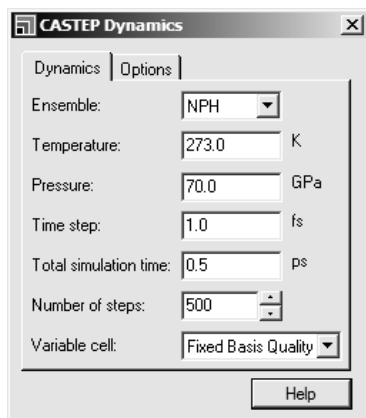 CASTEP Dynamics
Dynamics Options
Ensemble: NPH
Temperature: 273.0 K
Pressure: 70.0 GPa
Time step: 1.0 fs
Total simulation time: 0.5 ps
Number of steps: 500
Variable cell: Fixed Basis Quality
Help